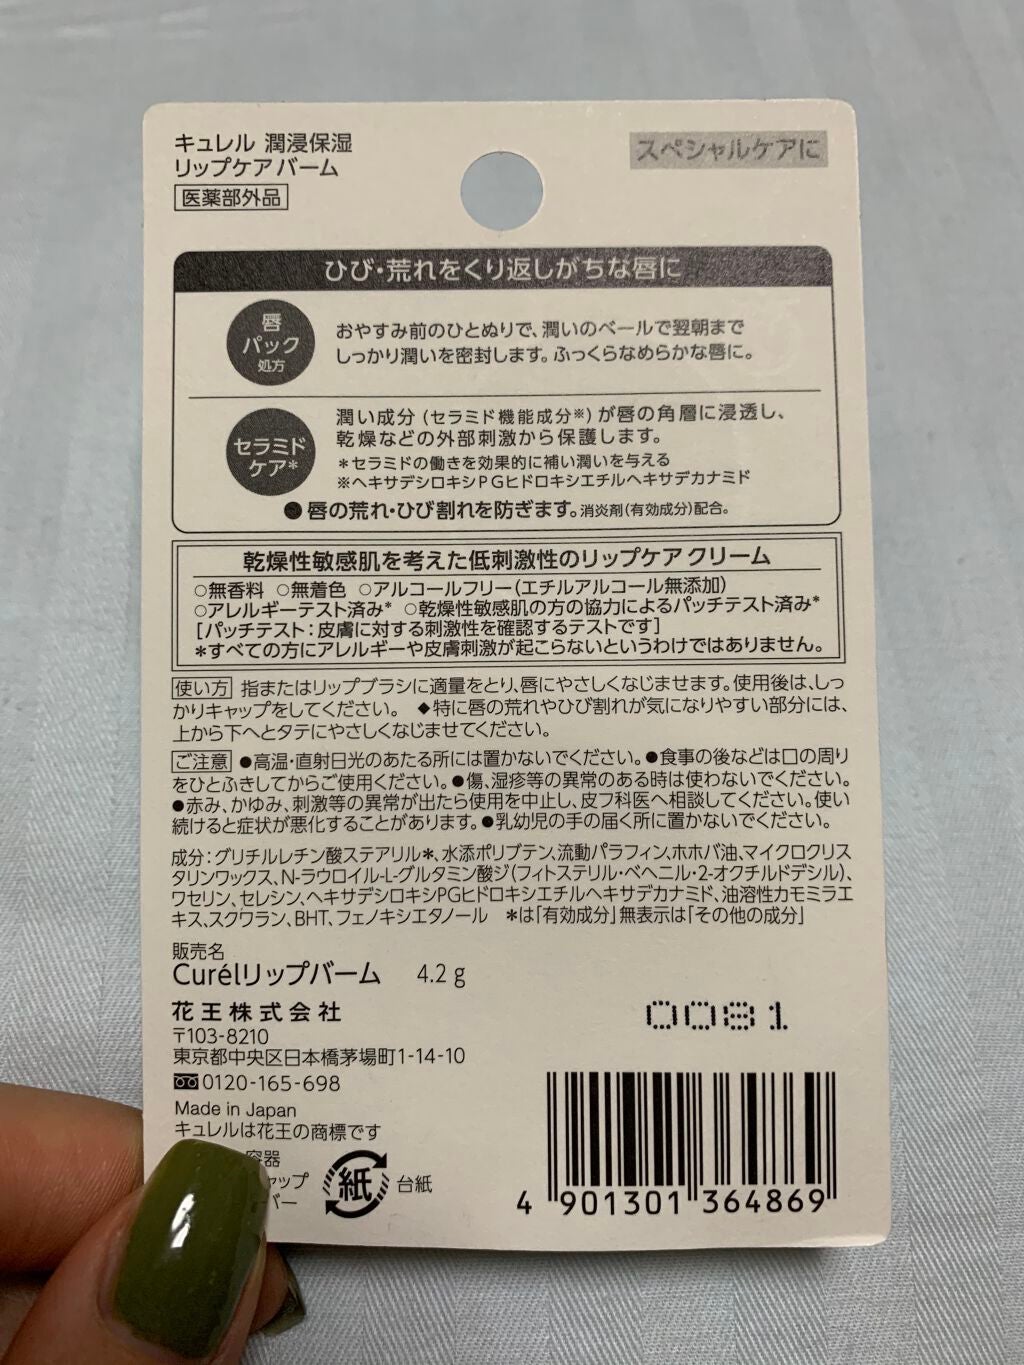 キュレル 潤浸保湿
リップケア バーム
医薬部外品
スペシャルケアに
ひび・荒れをくり返しがちな唇に
唇
パック
処方
おやすみ前のひとぬりで、潤いのベールで翌朝まで
しっかり潤いを密封します。ふっくらなめらかな唇に。
セラミド
ケア*
潤い成分（セラミド機能成分※）が唇の角層に浸透し、
乾燥などの外部刺激から保護します。
＊セラミドの働きを効果的に補い潤いを与える
※ヘキサデシロキシＰＧヒドロキシエチルヘキサデカナミド
●唇の荒れ・ひび割れを防ぎます。消炎剤（有効成分）配合。
乾燥性敏感肌を考えた低刺激性のリップケア クリーム
○無香料 ○無着色 ○アルコールフリー（エチルアルコール無添加）
○アレルギーテスト済み* ○乾燥性敏感肌の方の協力によるパッチテスト済み*
［パッチテスト：皮膚に対する刺激性を確認するテストです］
*すべての方にアレルギーや皮膚刺激が起こらないというわけではありません。
使い方 指またはリップブラシに適量をとり、唇にやさしくなじませます。使用後は、しっ
かりキャップをしてください。 ◆特に唇の荒れやひび割れが気になりやすい部分には、
上から下へとタテにやさしくなじませてください。
ご注意 ●高温・直射日光のあたる所には置かないでください。●食事の後などは口の周り
をひとふきしてからご使用ください。●傷、湿疹等の異常のある時は使わないでください。
●赤み、かゆみ、刺激等の異常が出たら使用を中止し、皮フ科医へ相談してください。使い
続けると症状が悪化することがあります。●乳幼児の手の届く所に置かないでください。
成分：グリチルレチン酸ステアリル*、水添ポリブテン、流動パラフィン、ホホバ油、マイクロクリス
タリンワックス、N-ラウロイル-L-グルタミン酸ジ（フィトステリル・ベヘニル・2-オクチルドデシル）、
ワセリン、セレシン、ヘキサデシロキシPGヒドロキシエチルヘキサデカナミド、油溶性カモミラエ
キス、スクワラン、BHT、フェノキシエタノール *は「有効成分」無表示は「その他の成分」
販売名
Curélリップバーム 4.2 g
花王株式会社
〒103-8210
東京都中央区日本橋茅場町1-14-10
0120-165-698
Made in Japan
キュレルは花王の商標です
容器
ャップ
バー
紙 台紙
0081
4 901301 364869